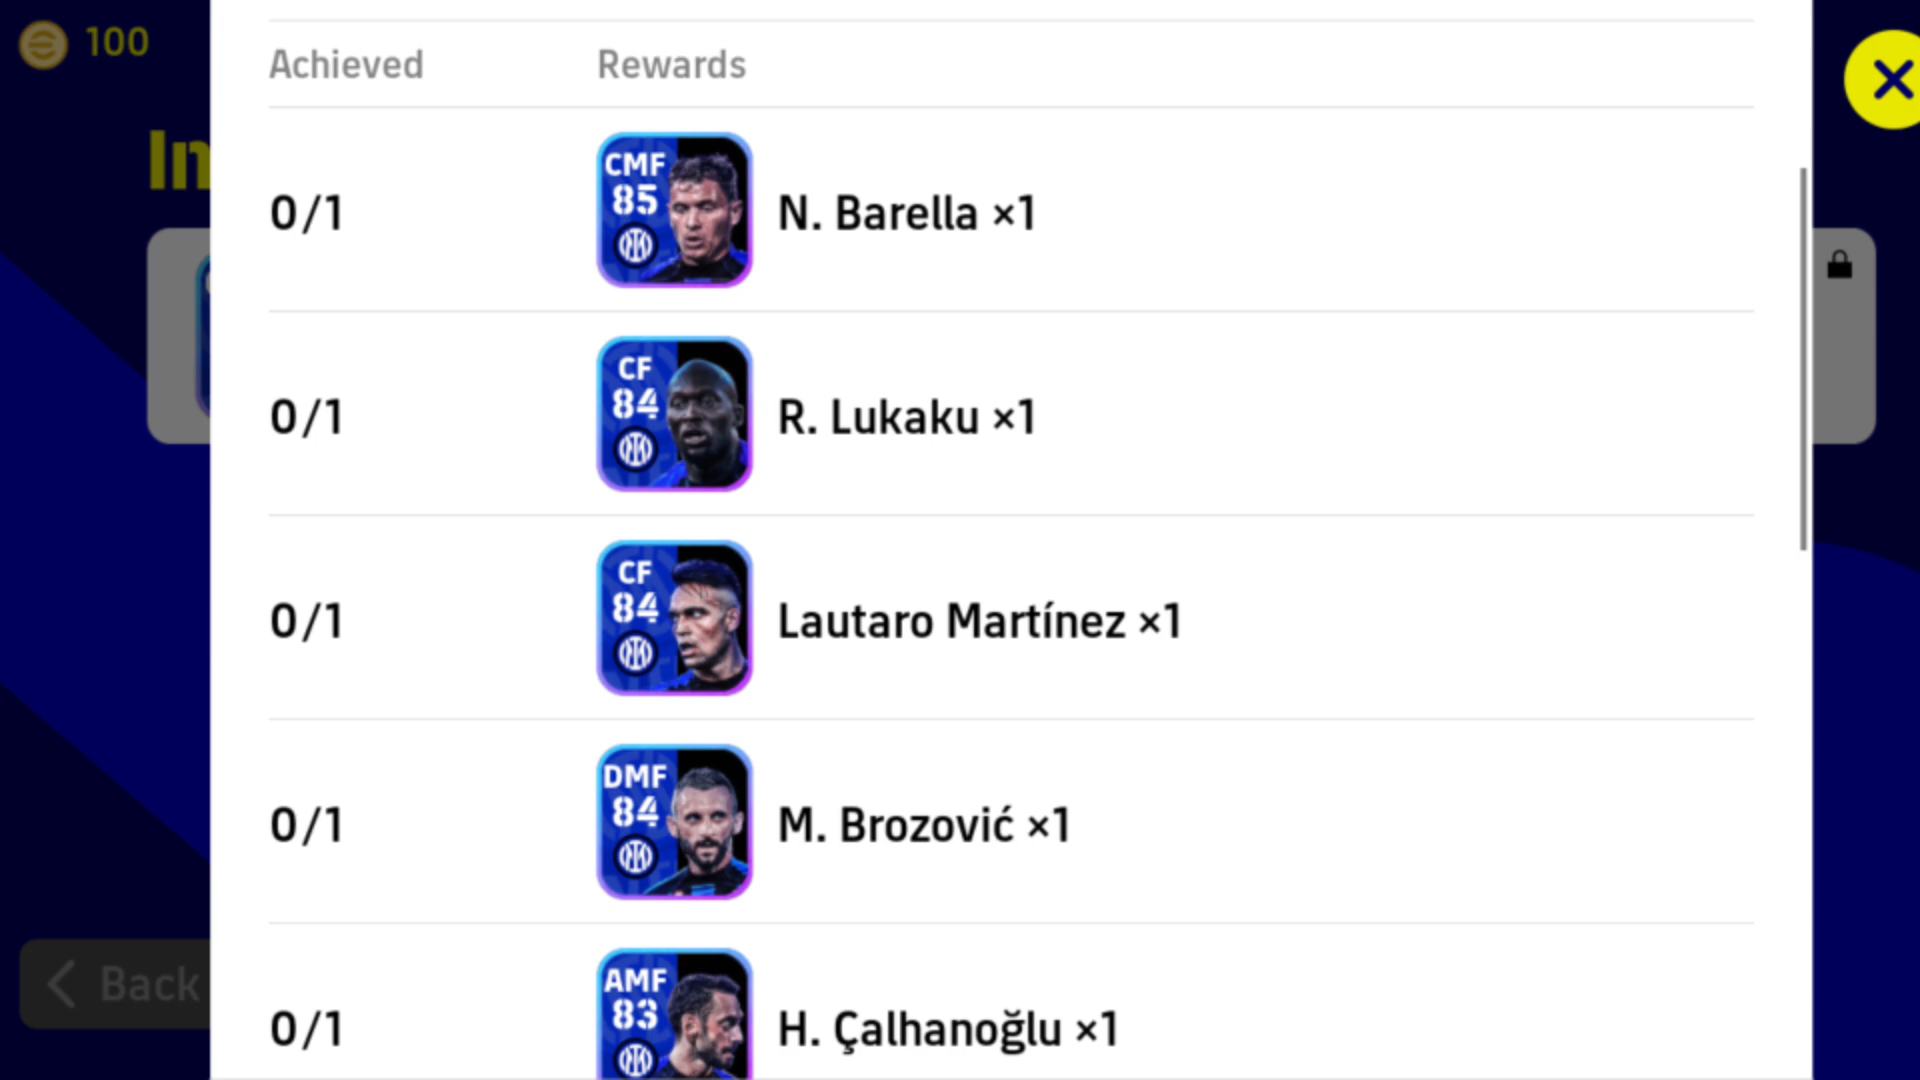 100
Achieved Rewards
In
0/1 CMF 85 N. Barella ×1
0/1 CF 84 R. Lukaku ×1
0/1 CF 84 Lautaro Martínez ×1
0/1 DMF 84 M. Brozović ×1
0/1 AMF 83 H. Çalhanoğlu ×1
Back